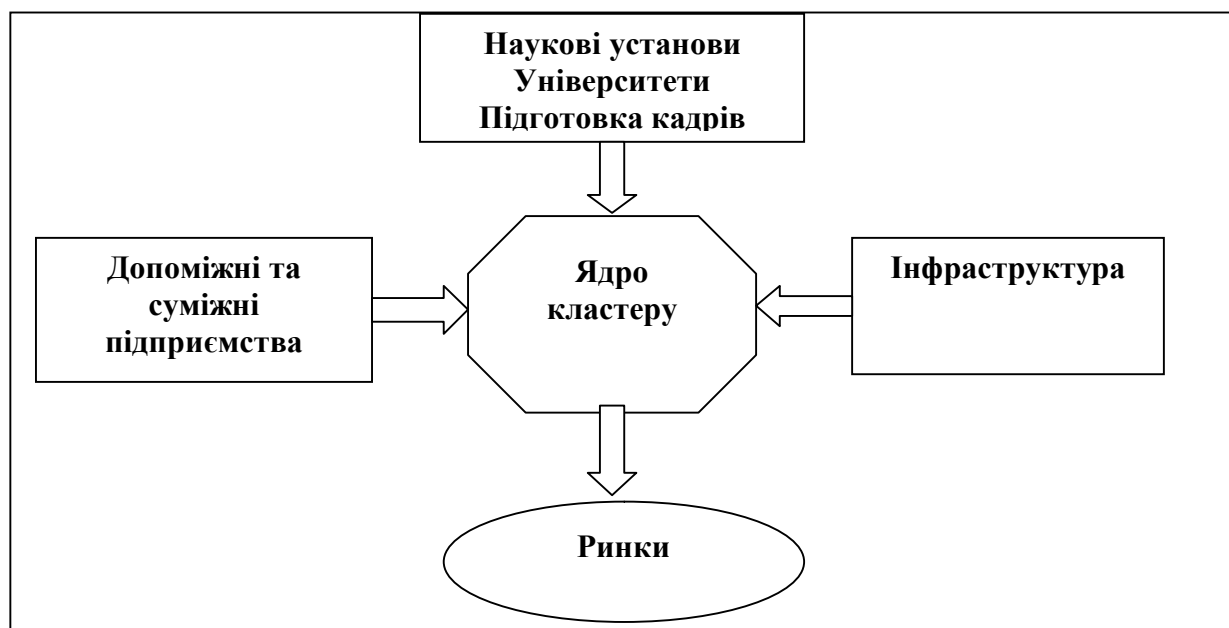 Наукові установи
Університети
Підготовка кадрів
Допоміжні та
суміжні
підприємства
Ядро
кластеру
Інфраструктура
Ринки